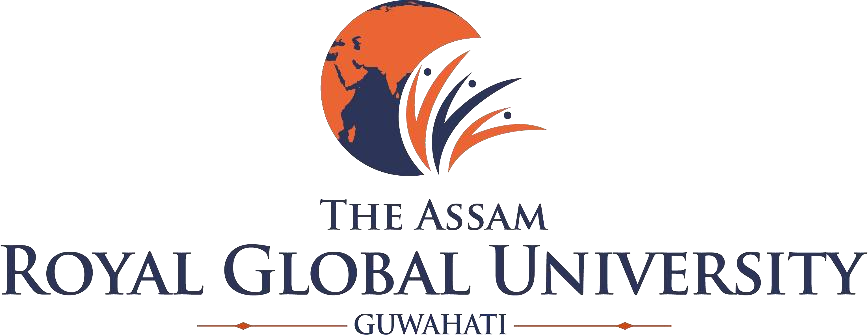 THE ASSAM
ROYAL GLOBAL UNIVERSITY
GUWAHATI